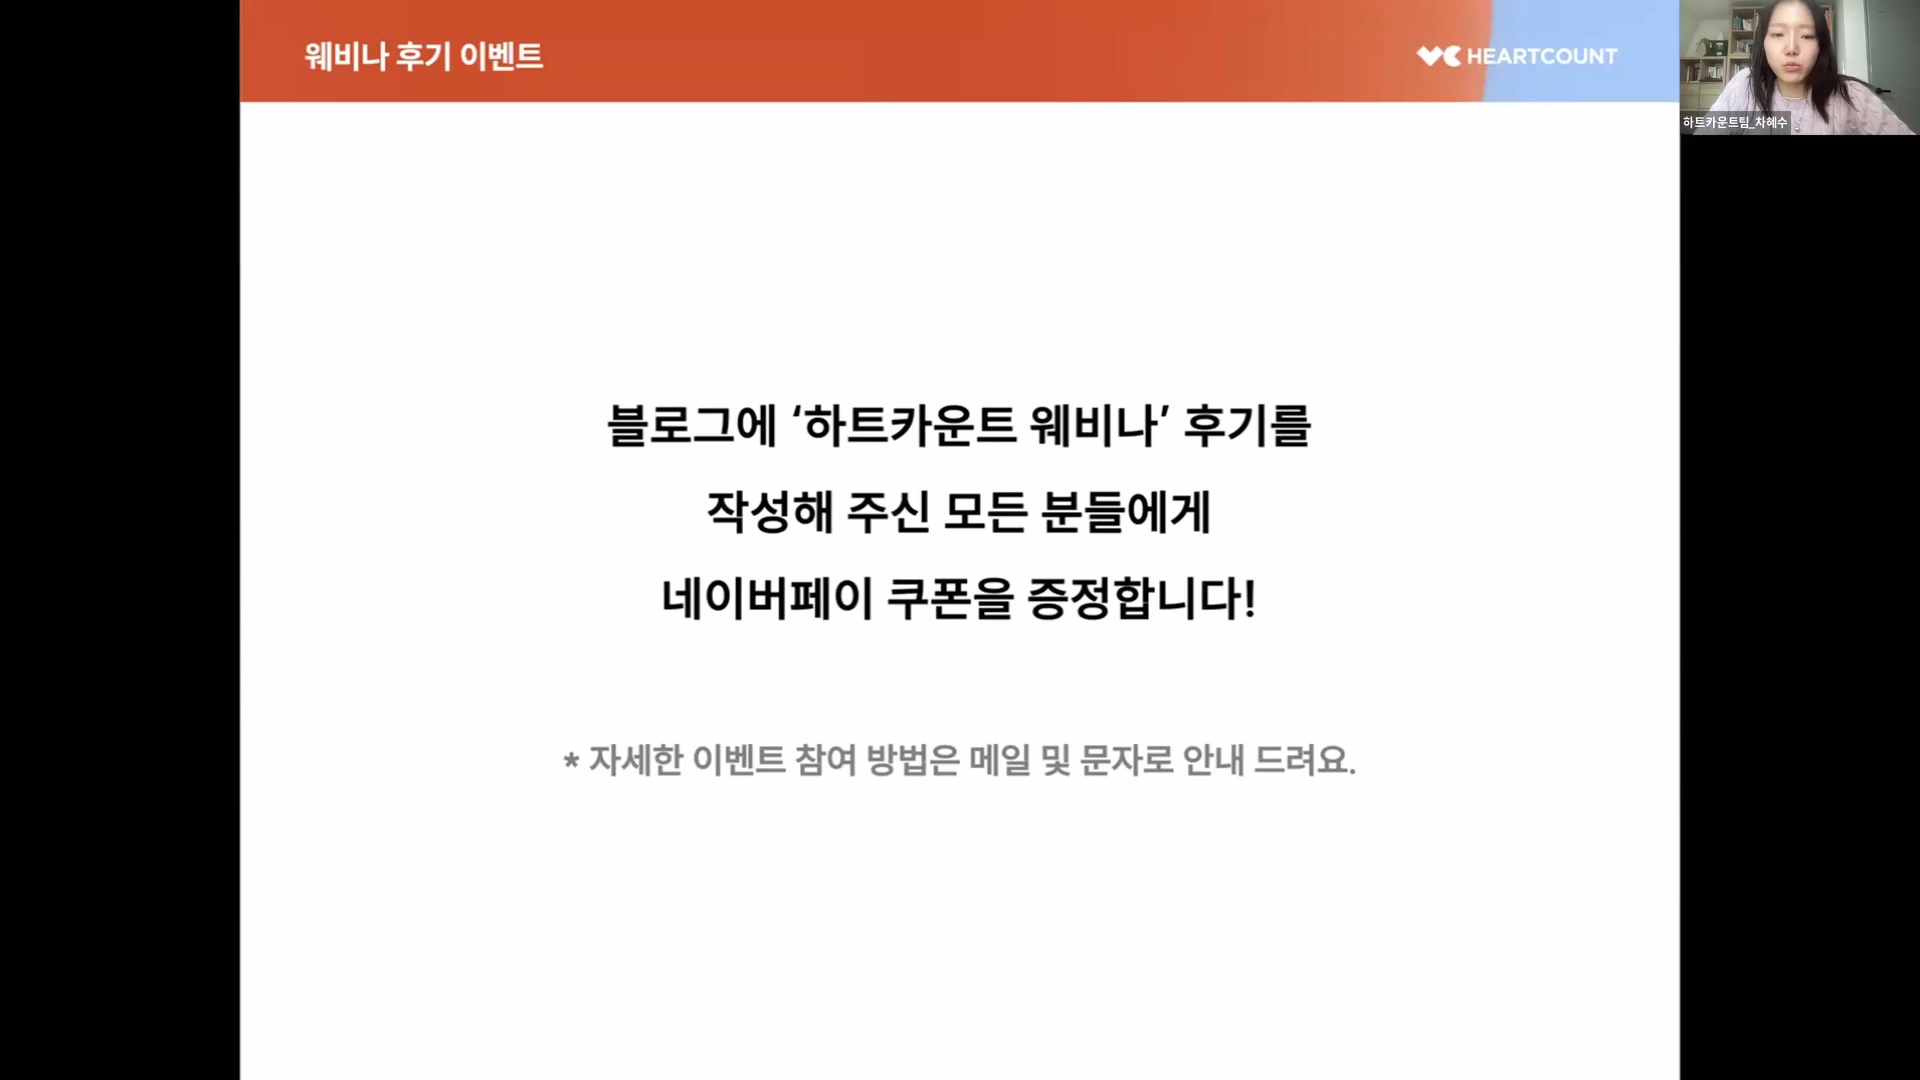 웨비나 후기 이벤트
HEARTCOUNT
하트카운트팀_차혜수
블로그에 ‘하트카운트 웨비나’ 후기를
작성해 주신 모든 분들에게
네이버페이 쿠폰을 증정합니다!
* 자세한 이벤트 참여 방법은 메일 및 문자로 안내 드려요.